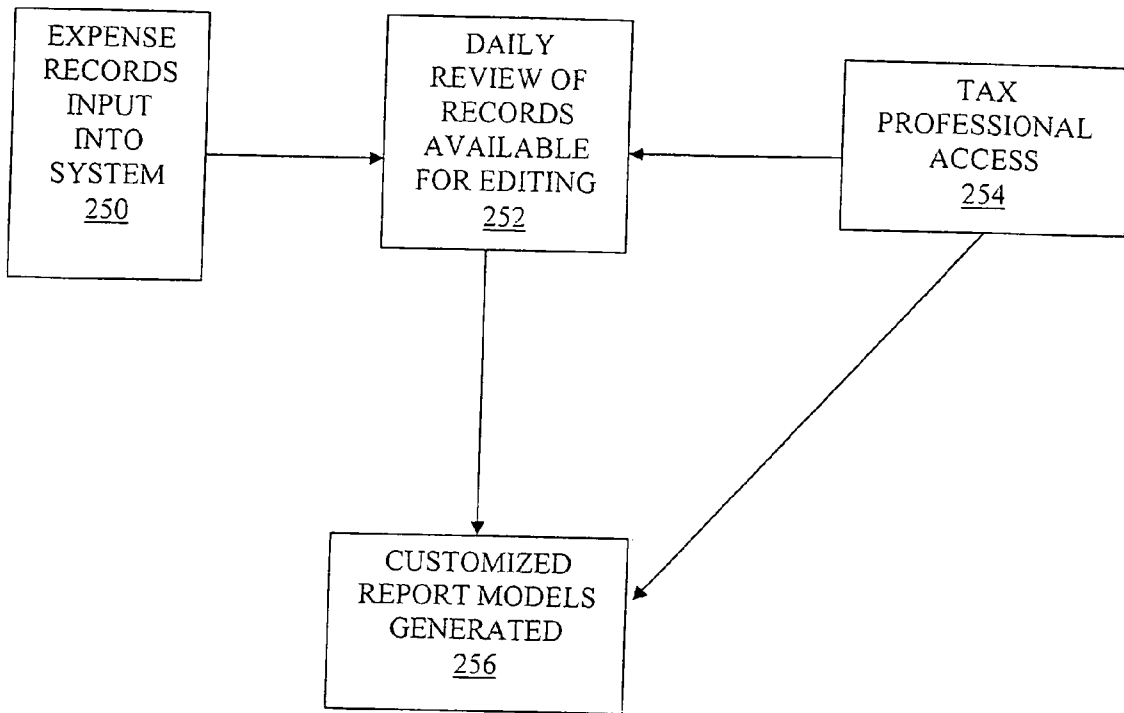 EXPENSE
RECORDS
INPUT
INTO
SYSTEM
250
DAILY
REVIEW OF
RECORDS
AVAILABLE
FOR EDITING
252
TAX
PROFESSIONAL
ACCESS
254
CUSTOMIZED
REPORT MODELS
GENERATED
256